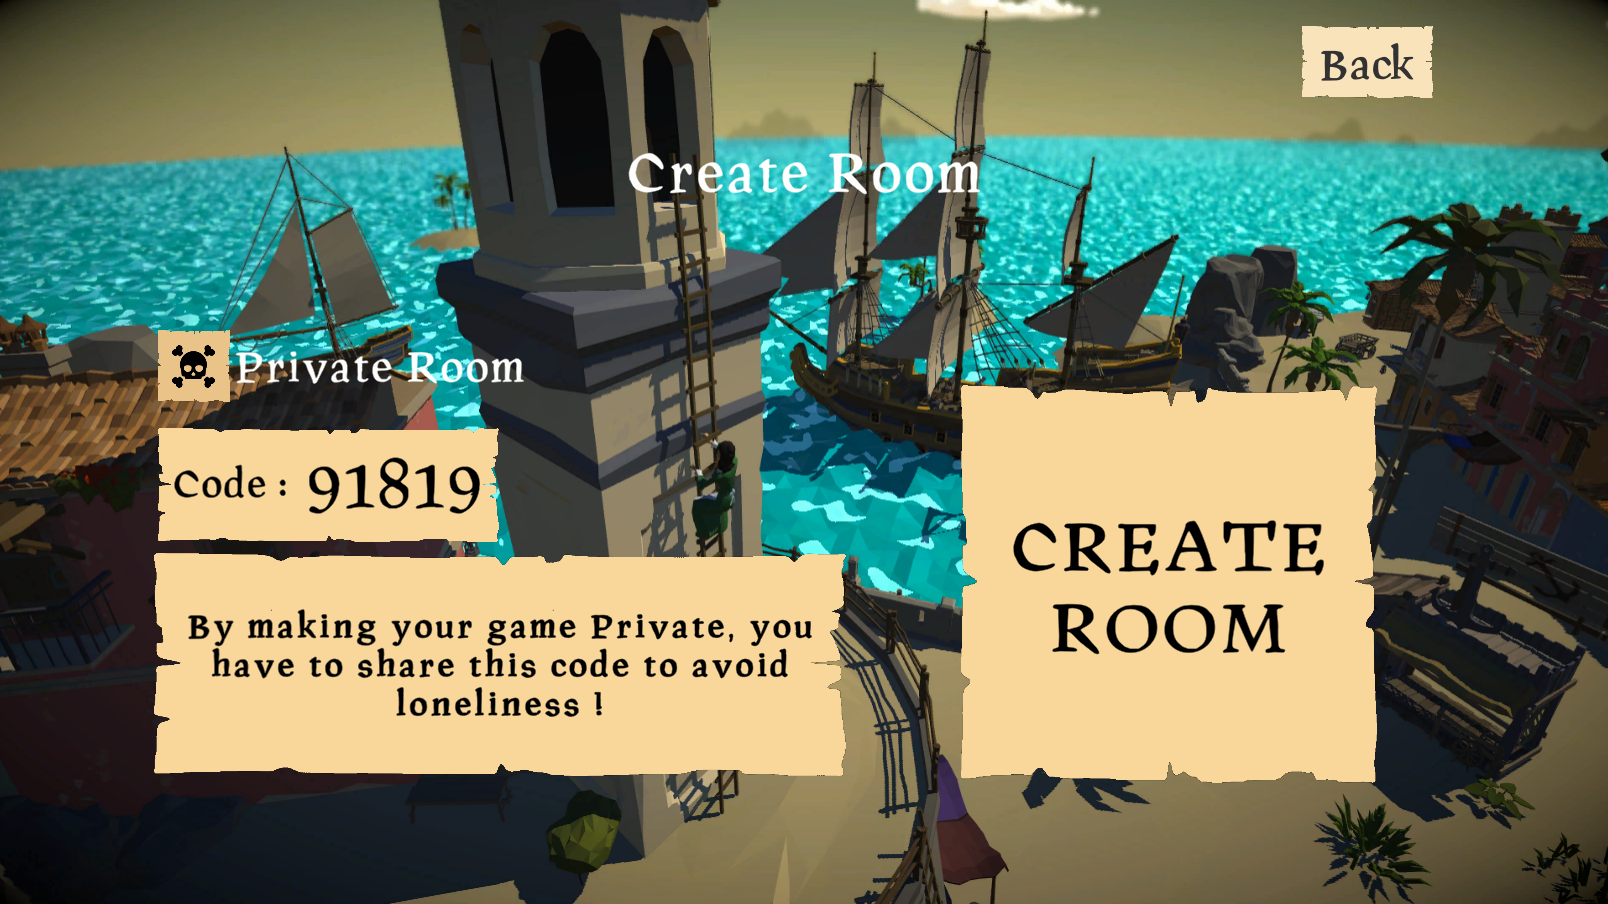 Back
Create Room
Private Room
Code : 91819
By making your game Private, you
have to share this code to avoid
loneliness !
CREATE
ROOM